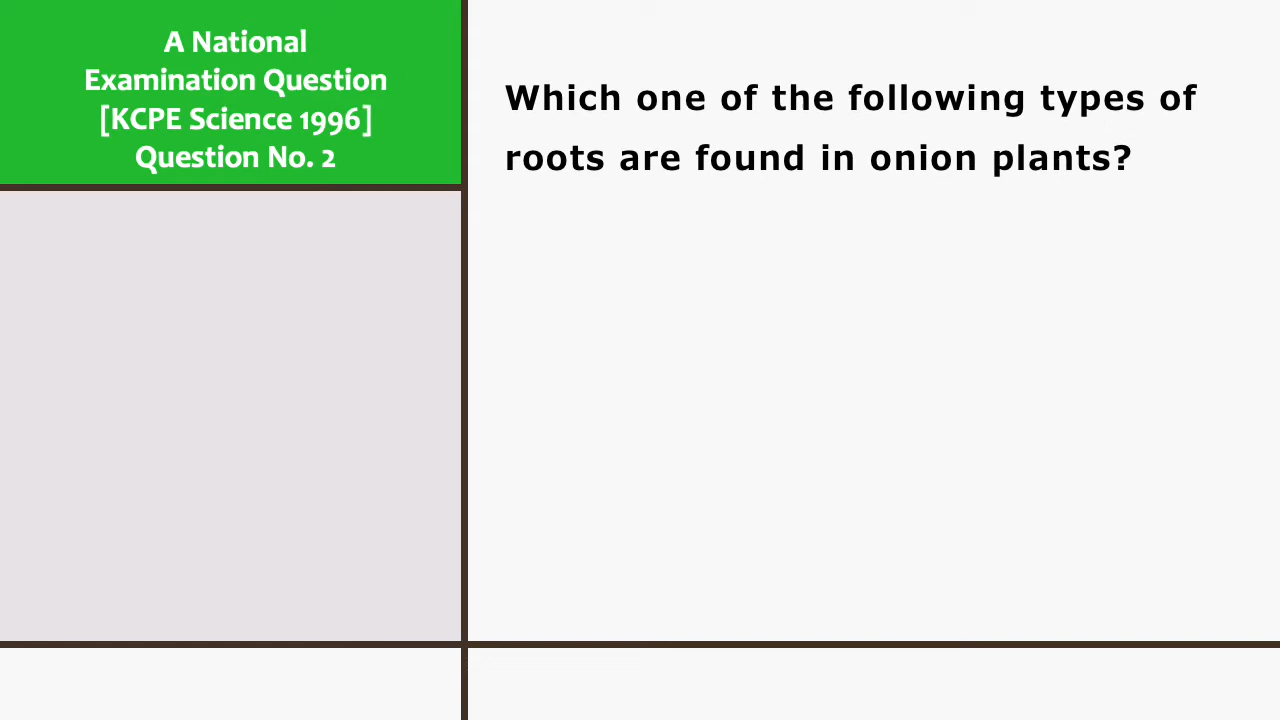 A National
Examination Question
[KCPE Science 1996]
Question No. 2
Which one of the following types of
roots are found in onion plants?